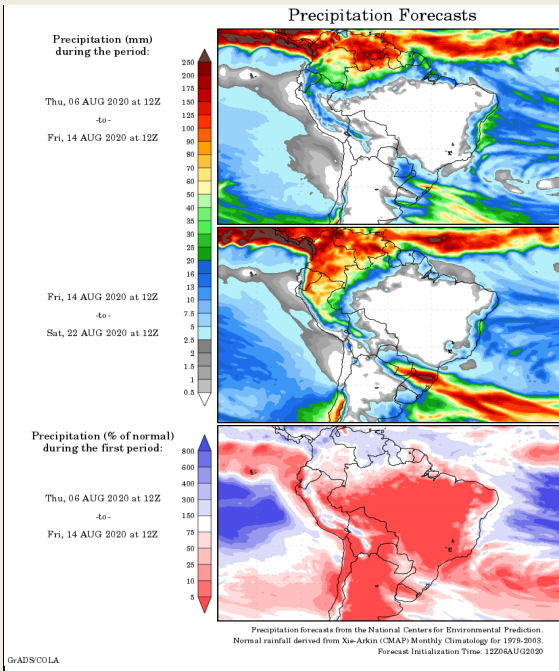 Precipitation Forecasts
Precipitation (mm)
during the period:
Thu, 06 AUG 2020 at 12Z
-to-
Fri, 14 AUG 2020 at 12Z
250
200
175
150
125
100
90
80
70
60
50
40
35
30
25
20
16
13
10
7.5
5
2.5
2
1.5
1
0.5
Fri, 14 AUG 2020 at 12Z
-to-
Sat, 22 AUG 2020 at 12Z
Precipitation (% of normal)
during the first period:
Thu, 06 AUG 2020 at 12Z
-to-
Fri, 14 AUG 2020 at 12Z
800
600
400
300
150
75
50
25
10
5
Precipitation forecasts from the National Centers for Environmental Prediction.
Normal rainfall derived from Xie-Arkin (CMAP) Monthly Climatology for 1979-2003.
Forecast Initialization Time: 12Z06AUG2020
GrADS/COLA